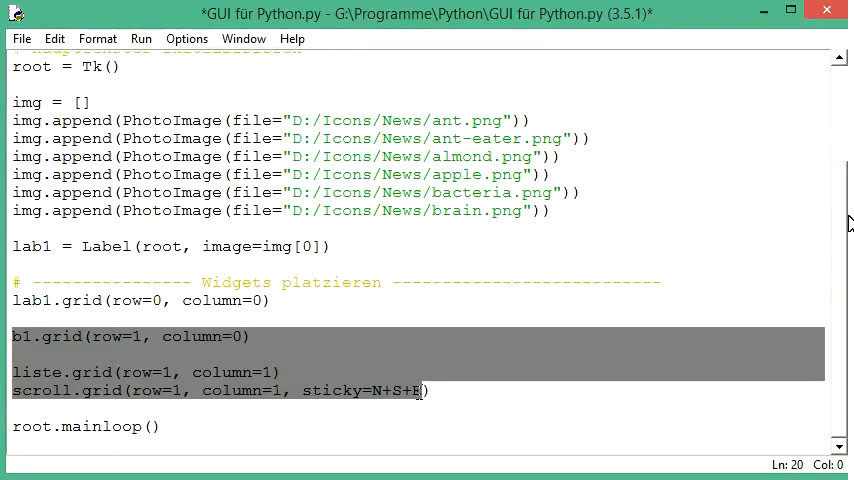 *GUI für Python.py - G:\Programme\Python\GUI für Python.py (3.5.1)*
File Edit Format Run Options Window Help
root = Tk()
img = []
img.append(PhotoImage(file="D:/Icons/News/ant.png"))
img.append(PhotoImage(file="D:/Icons/News/ant-eater.png"))
img.append(PhotoImage(file="D:/Icons/News/almond.png"))
img.append(PhotoImage(file="D:/Icons/News/apple.png"))
img.append(PhotoImage(file="D:/Icons/News/bacteria.png"))
img.append(PhotoImage(file="D:/Icons/News/brain.png"))
lab1 = Label(root, image=img[0])
# ---------------- Widgets platzieren ---------------------------
lab1.grid(row=0, column=0)
b1.grid(row=1, column=0)
liste.grid(row=1, column=1)
scroll.grid(row=1, column=1, sticky=N+S+E)
root.mainloop()
Ln: 20 Col: 0